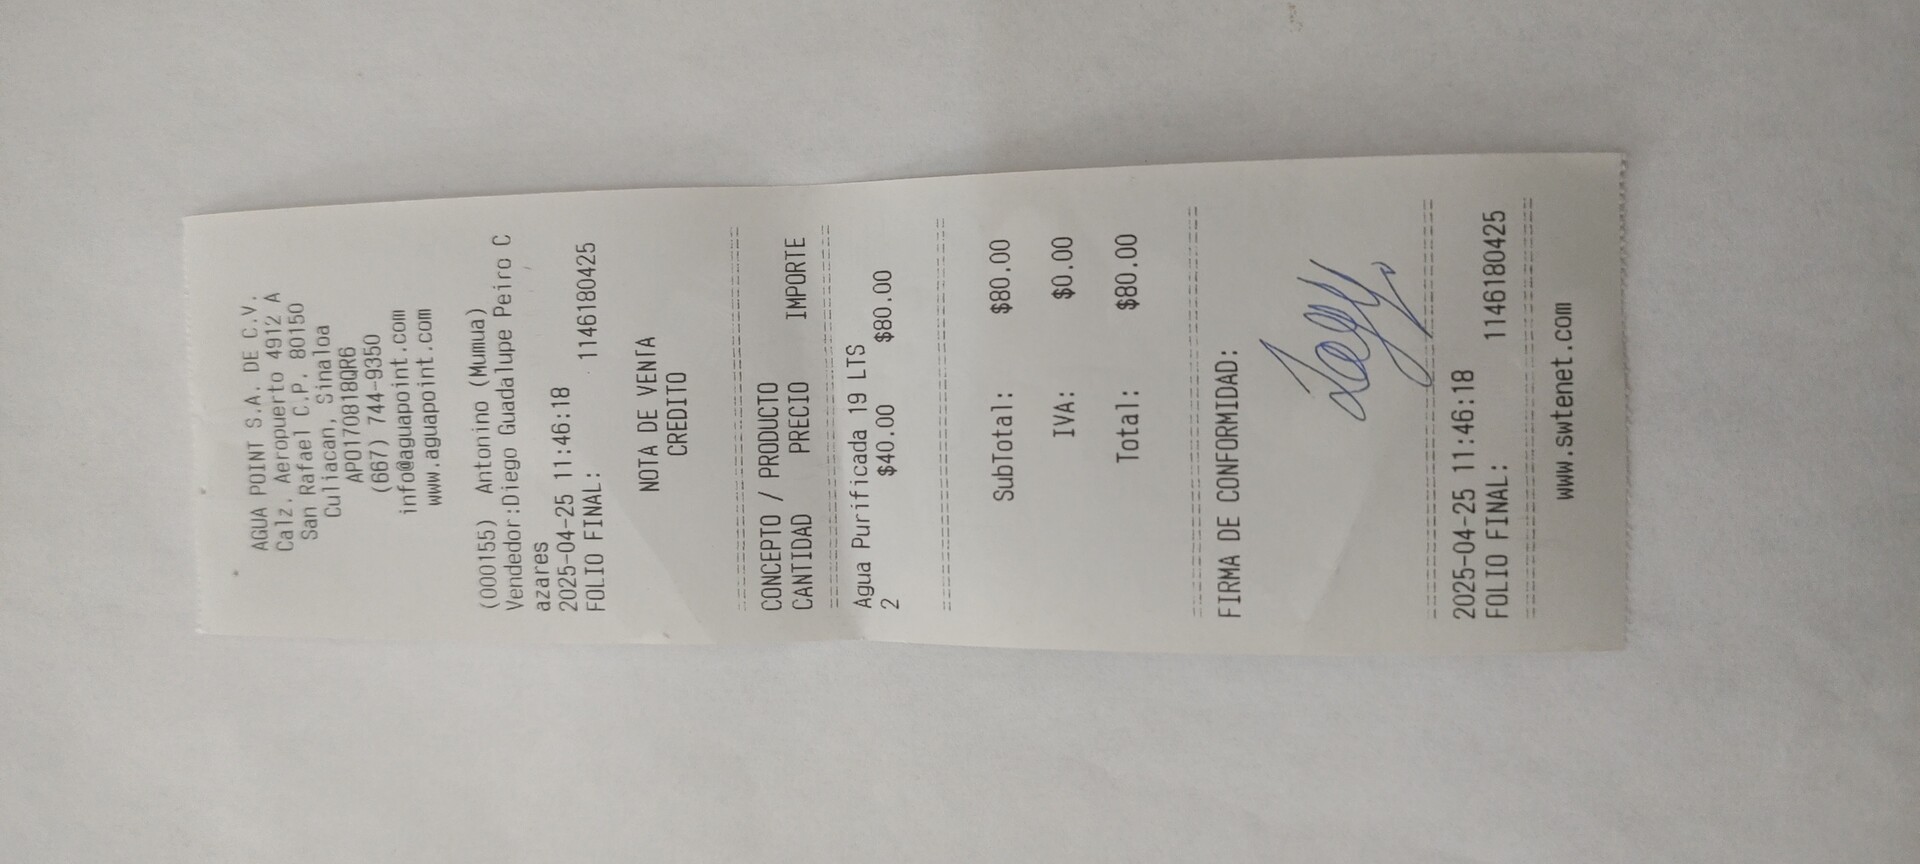 AGUA POINT S.A. DE C.V.
Calz. Aeropuerto 4912 A
San Rafael C.P. 80150
Culiacan, Sinaloa
APO170818QR6
(667) 744-9350
info@aguapoint.com
www.aguapoint.com
(000155) Antonino (Mumua)
Vendedor:Diego Guadalupe Peiro C
azares
2025-04-25 11:46:18
FOLIO FINAL: 1146180425
NOTA DE VENTA
CREDITO
CONCEPTO / PRODUCTO
CANTIDAD PRECIO IMPORTE
Agua Purificada 19 LTS
2 $40.00 $80.00
SubTotal: $80.00
IVA: $0.00
Total: $80.00
FIRMA DE CONFORMIDAD:
2025-04-25 11:46:18
FOLIO FINAL: 1146180425
www.swtenet.com